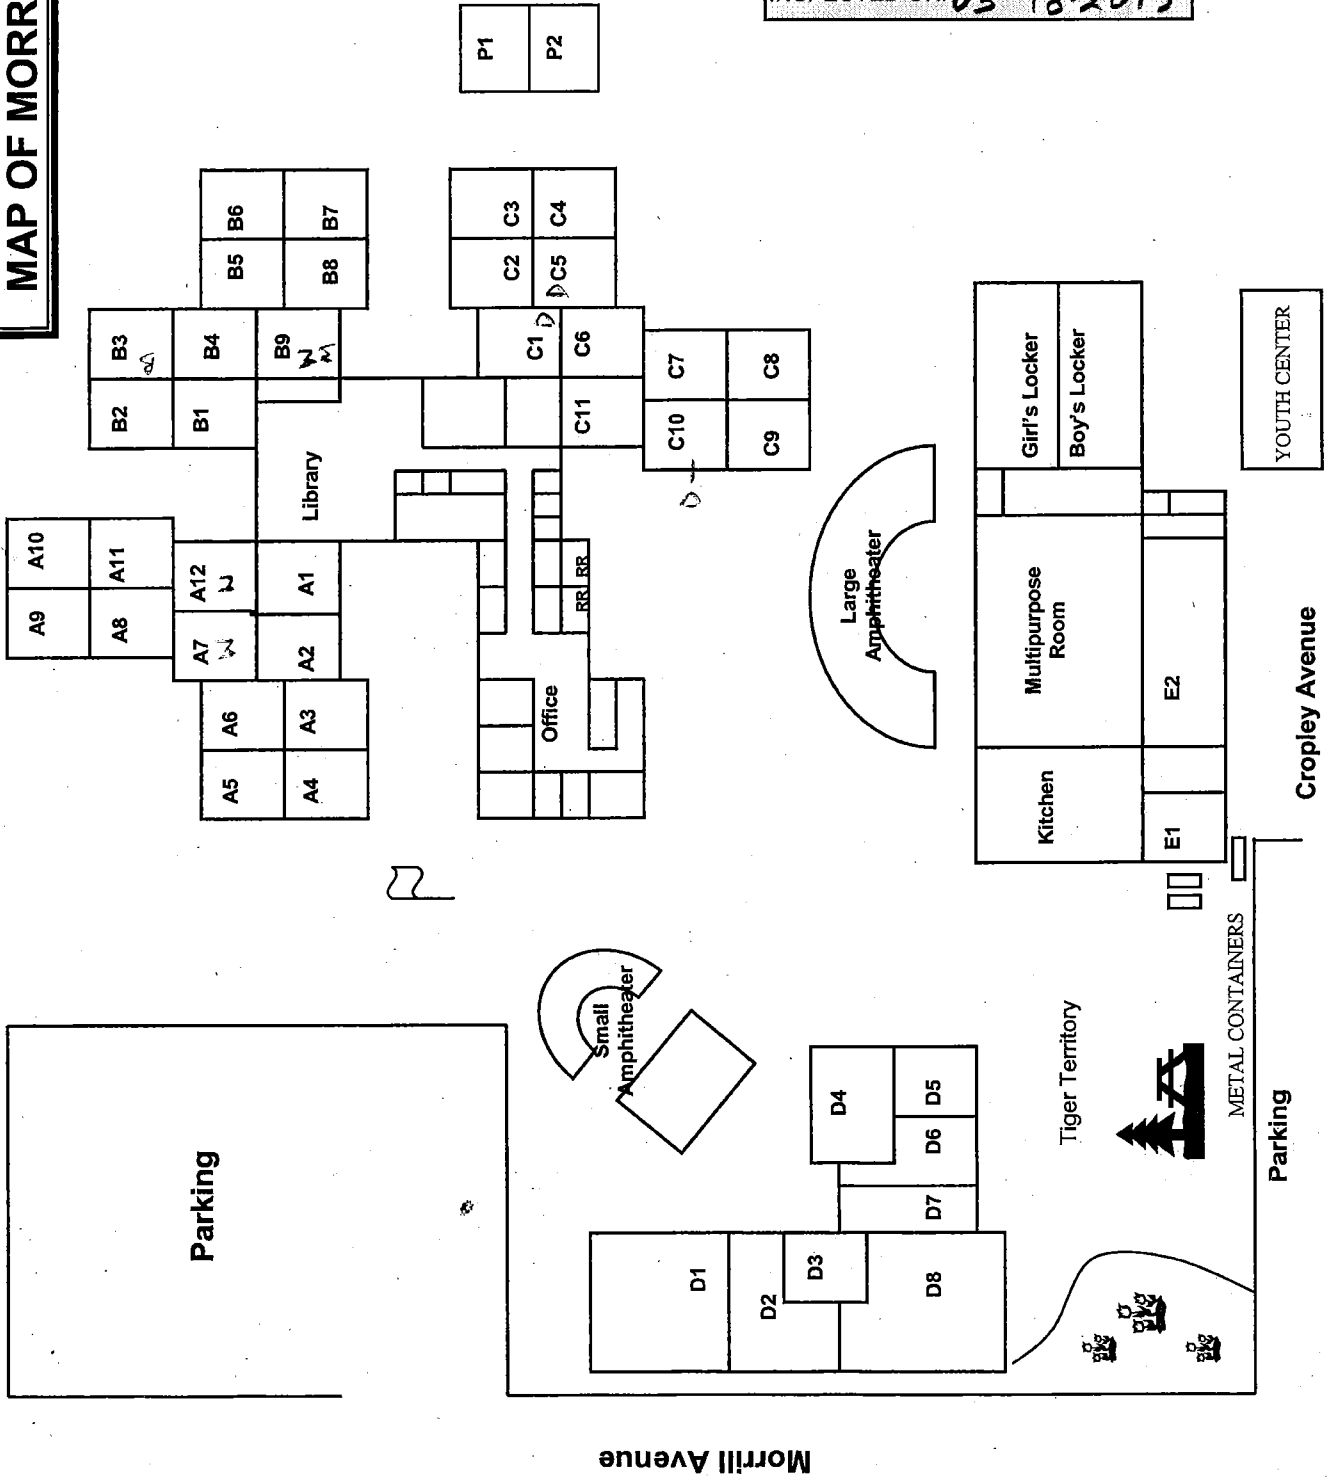 MAP OF MORR
P1
P2
B6
B7
B5
B8
C3
C4
C2
C5
D
B3
B4
B9
M
C1
D
C6
B2
B1
C11
C7
C8
C10
C9
D
Library
A10
A11
A9
A8
A12
A1
A7
A2
A6
A3
A5
A4
RR
RR
Office
Large
Amphitheater
Girl's Locker
Boy's Locker
YOUTH CENTER
Multipurpose
Room
E2
Kitchen
E1
Cropley Avenue
Small
Amphitheater
METAL CONTAINERS
Tiger Territory
Parking
D4
D5
D6
D7
D1
D2
D3
D8
Parking
Morrill Avenue